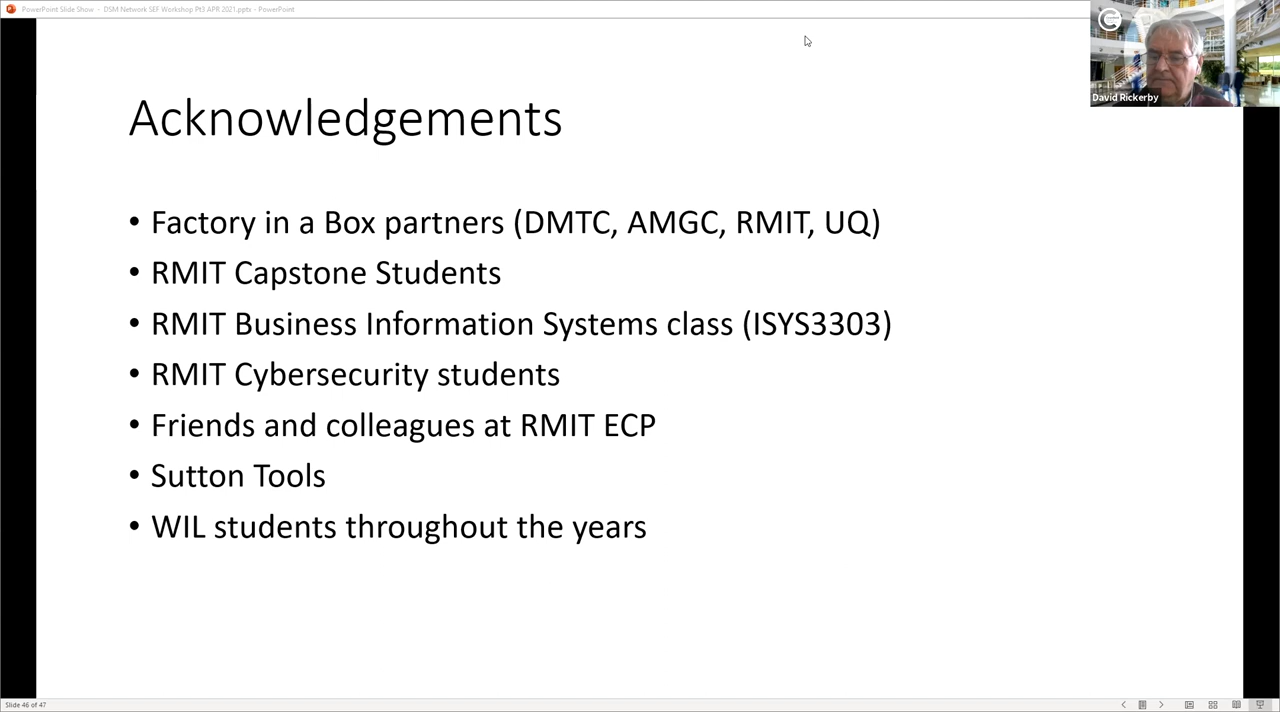 PowerPoint Slide Show - DSM Network SEF Workshop Pt3 APR 2021.pptx - PowerPoint
David Rickerby
Acknowledgements
• Factory in a Box partners (DMTC, AMGC, RMIT, UQ)
• RMIT Capstone Students
• RMIT Business Information Systems class (ISYS3303)
• RMIT Cybersecurity students
• Friends and colleagues at RMIT ECP
• Sutton Tools
• WIL students throughout the years
Slide 46 of 47